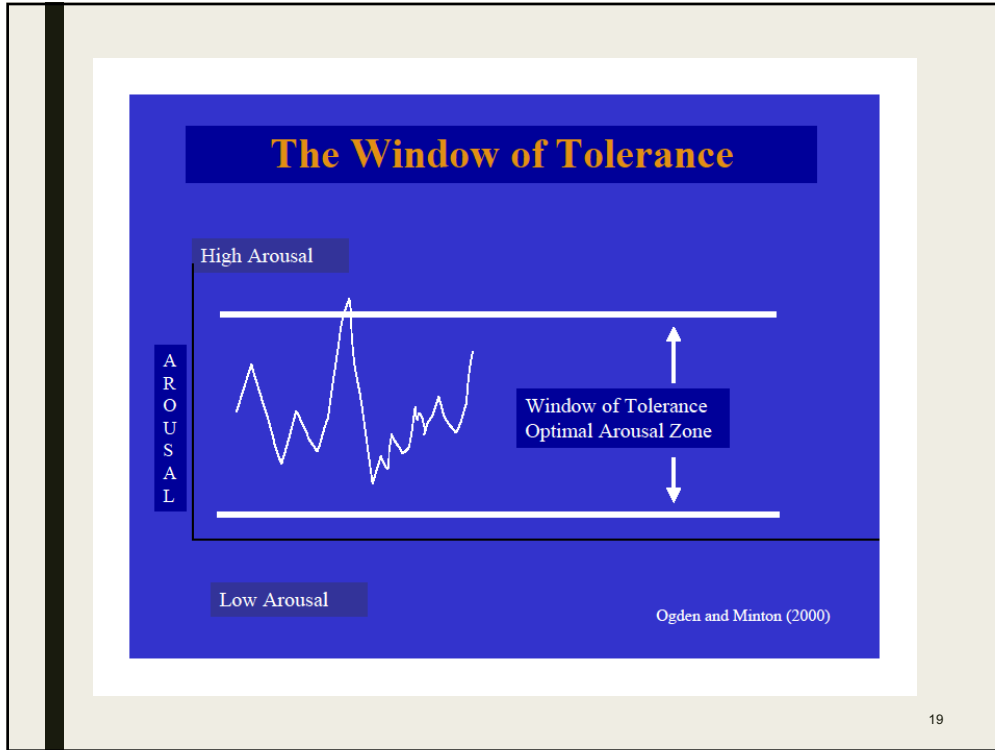 The Window of Tolerance
High Arousal
AROUSAL
Window of Tolerance
Optimal Arousal Zone
Low Arousal
Ogden and Minton (2000)
19